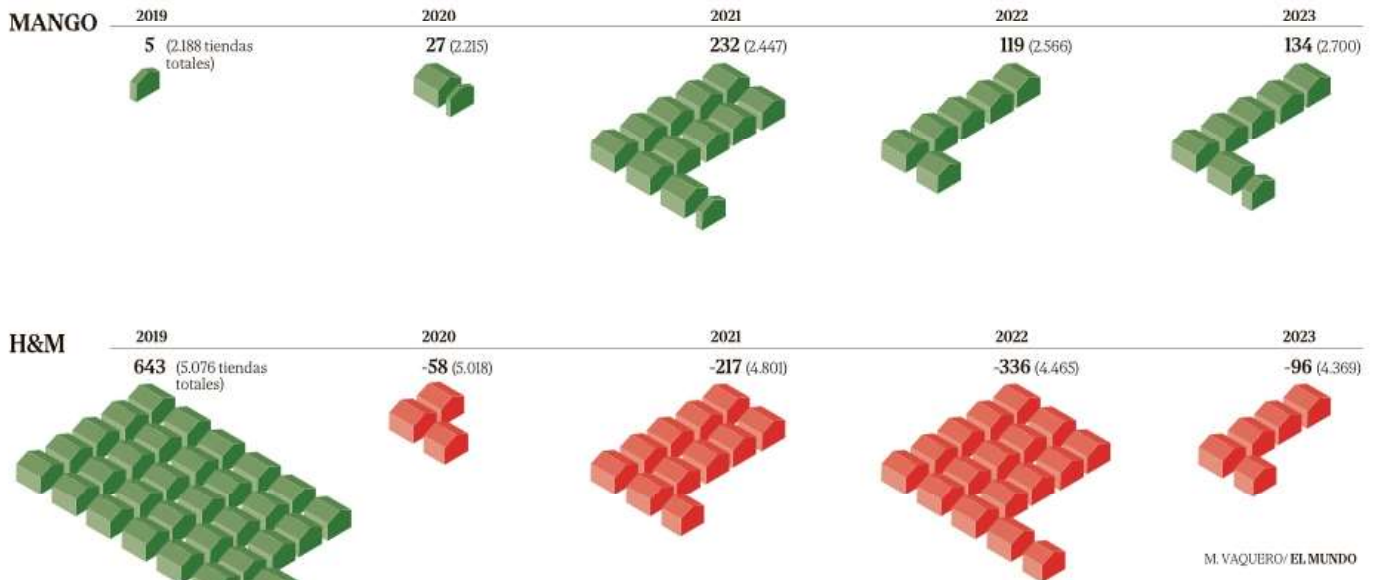 MANGO
2019 2020 2021 2022 2023
5 (2.188 tiendas totales) 27 (2.215) 232 (2.447) 119 (2.566) 134 (2.700)
H&M
2019 2020 2021 2022 2023
643 (5.076 tiendas totales) -58 (5.018) -217 (4.801) -336 (4.465) -96 (4.369)
M. VAQUERO/ EL MUNDO